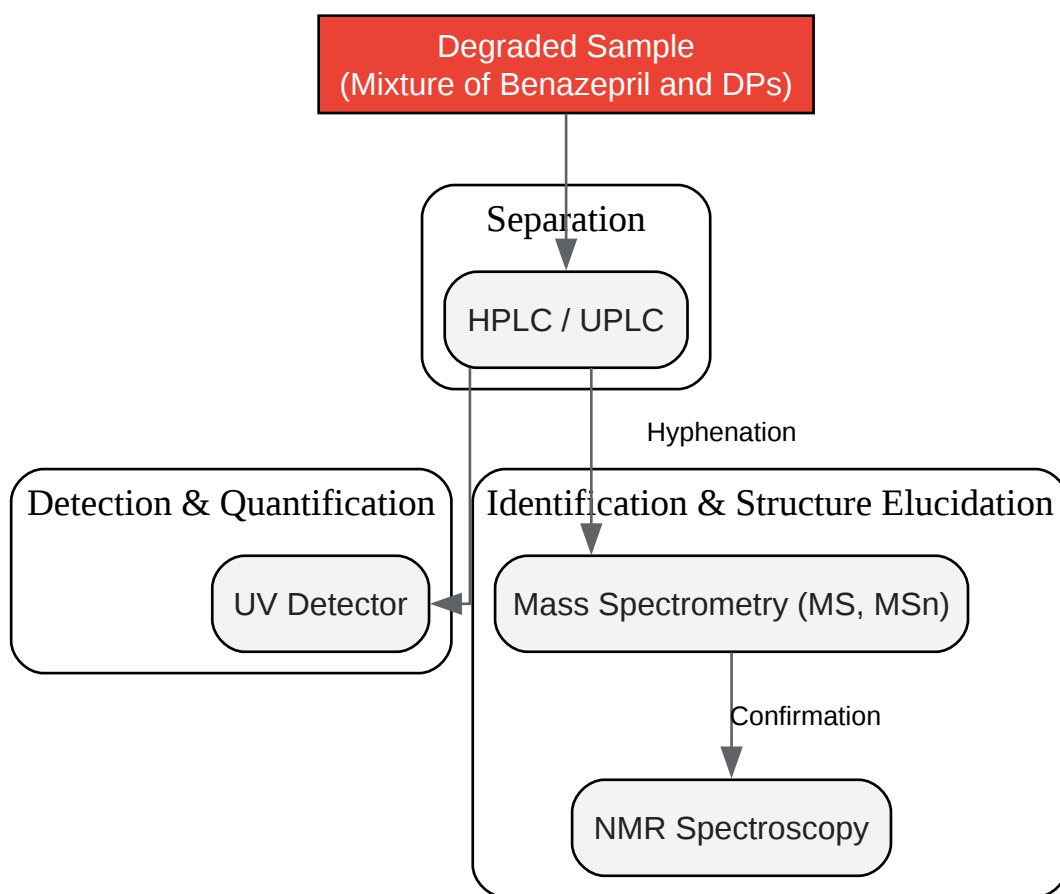 Degraded Sample
(Mixture of Benazepril and DPs)
Separation
HPLC / UPLC
Hyphenation
Detection & Quantification
Identification & Structure Elucidation
UV Detector
Mass Spectrometry (MS, MSn)
Confirmation
NMR Spectroscopy